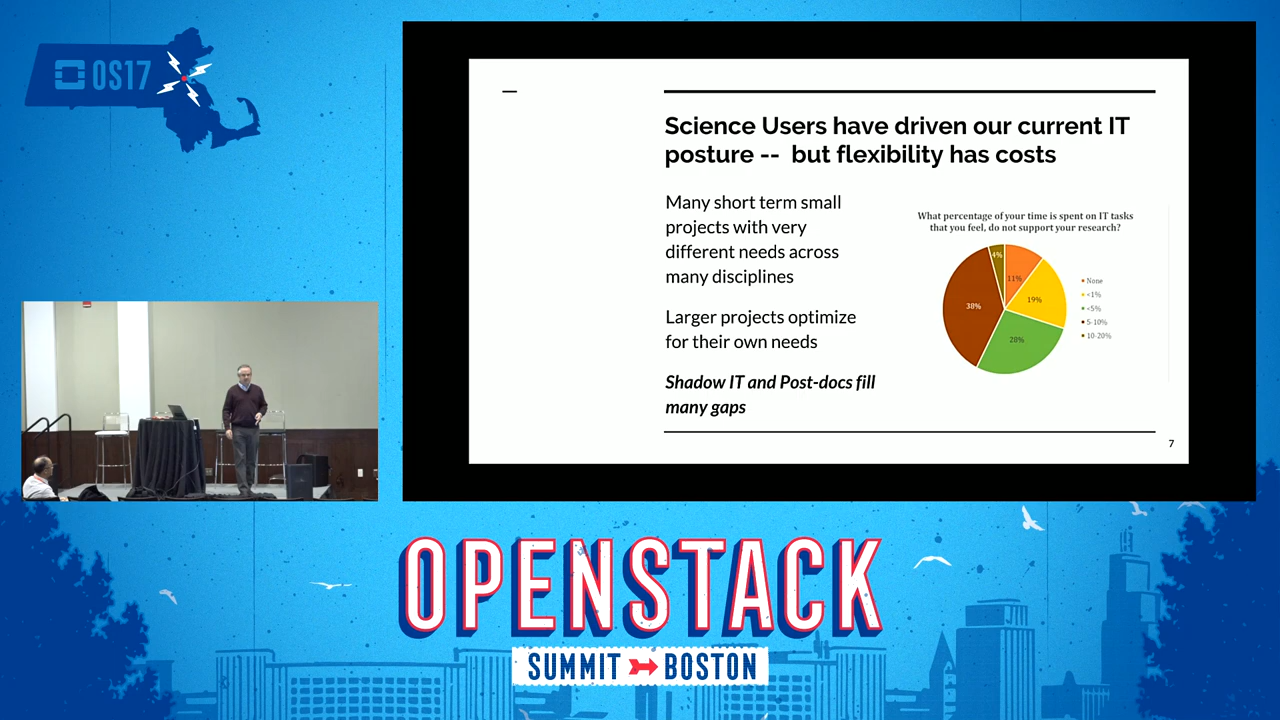 OS17
Science Users have driven our current IT
posture -- but flexibility has costs
Many short term small
projects with very
different needs across
many disciplines
Larger projects optimize
for their own needs
Shadow IT and Post-docs fill
many gaps
What percentage of your time is spent on IT tasks
that you feel, do not support your research?
4%
11%
19%
28%
38%
None
<1%
<5%
5-10%
10-20%
7
OPENSTACK
SUMMIT BOSTON